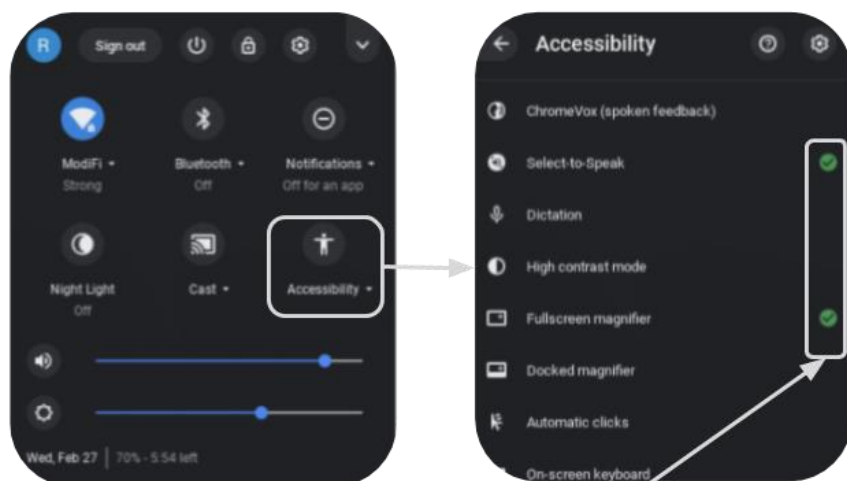 R Sign out
ModiFi Bluetooth Notifications
Strong Off Off for an app
Night Light Cast Accessibility
Off
Wed, Feb 27 70% - 5:54 left
Accessibility
ChromeVox (spoken feedback)
Select-to-Speak
Dictation
High contrast mode
Fullscreen magnifier
Docked magnifier
Automatic clicks
On-screen keyboard